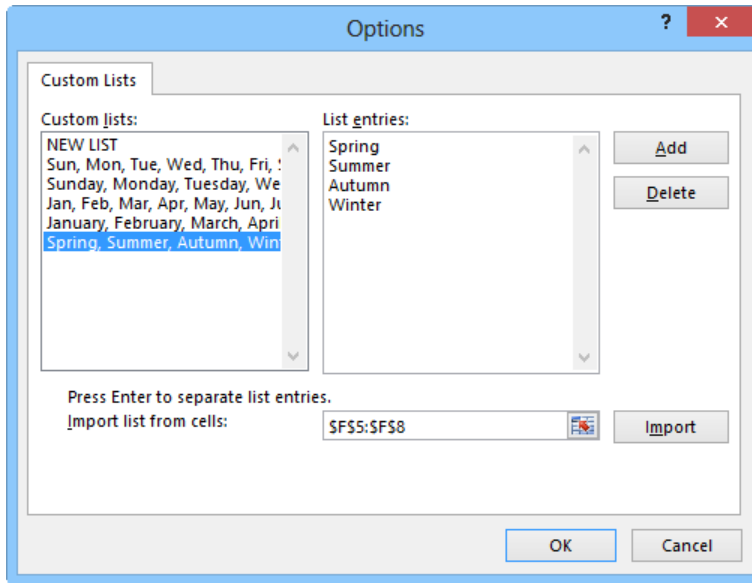 Options
?
Custom Lists
Custom lists:
List entries:
NEW LIST
Sun, Mon, Tue, Wed, Thu, Fri,
Sunday, Monday, Tuesday, We
Jan, Feb, Mar, Apr, May, Jun,
January, February, March, Apri
Spring, Summer, Autumn, Win
Spring
Summer
Autumn
Winter
Add
Delete
Press Enter to separate list entries.
Import list from cells:
$F$5:$F$8
Import
OK
Cancel